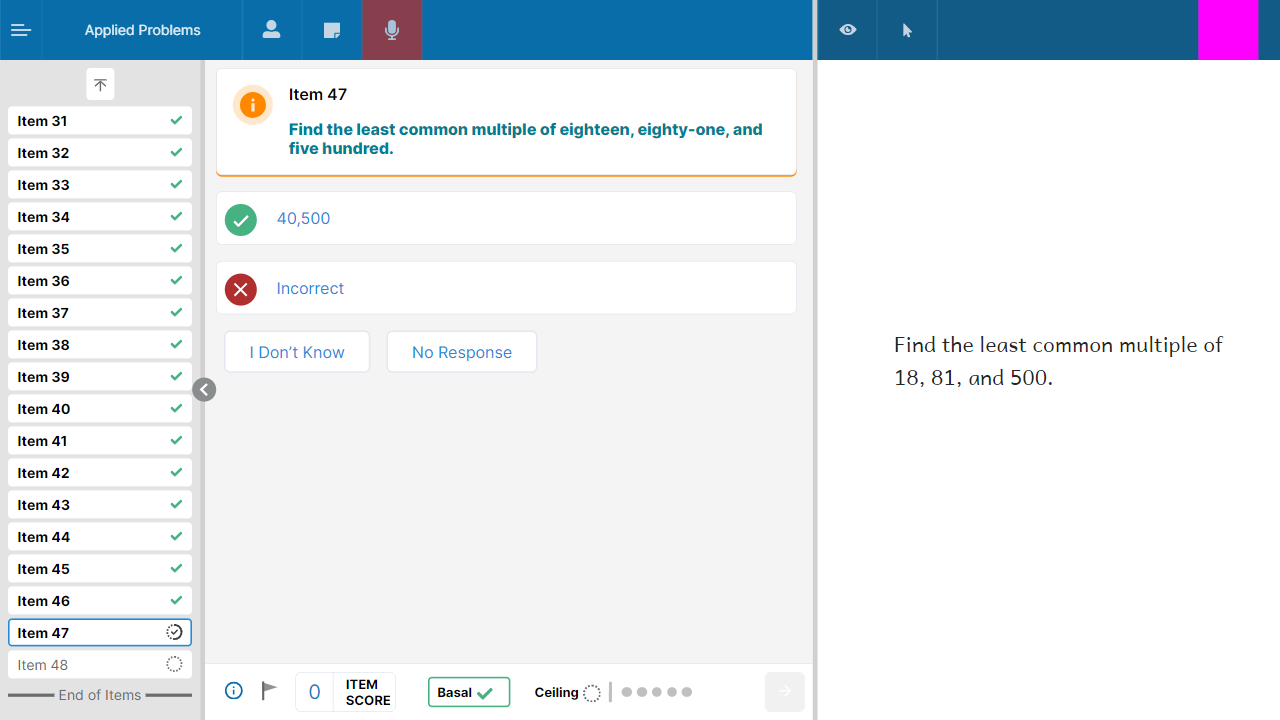 Applied Problems
Item 31
Item 32
Item 33
Item 34
Item 35
Item 36
Item 37
Item 38
Item 39
Item 40
Item 41
Item 42
Item 43
Item 44
Item 45
Item 46
Item 47
Item 48
End of Items
Item 47
Find the least common multiple of eighteen, eighty-one, and
five hundred.
40,500
Incorrect
I Don’t Know
No Response
0
ITEM
SCORE
Basal
Ceiling
Find the least common multiple of
18, 81, and 500.